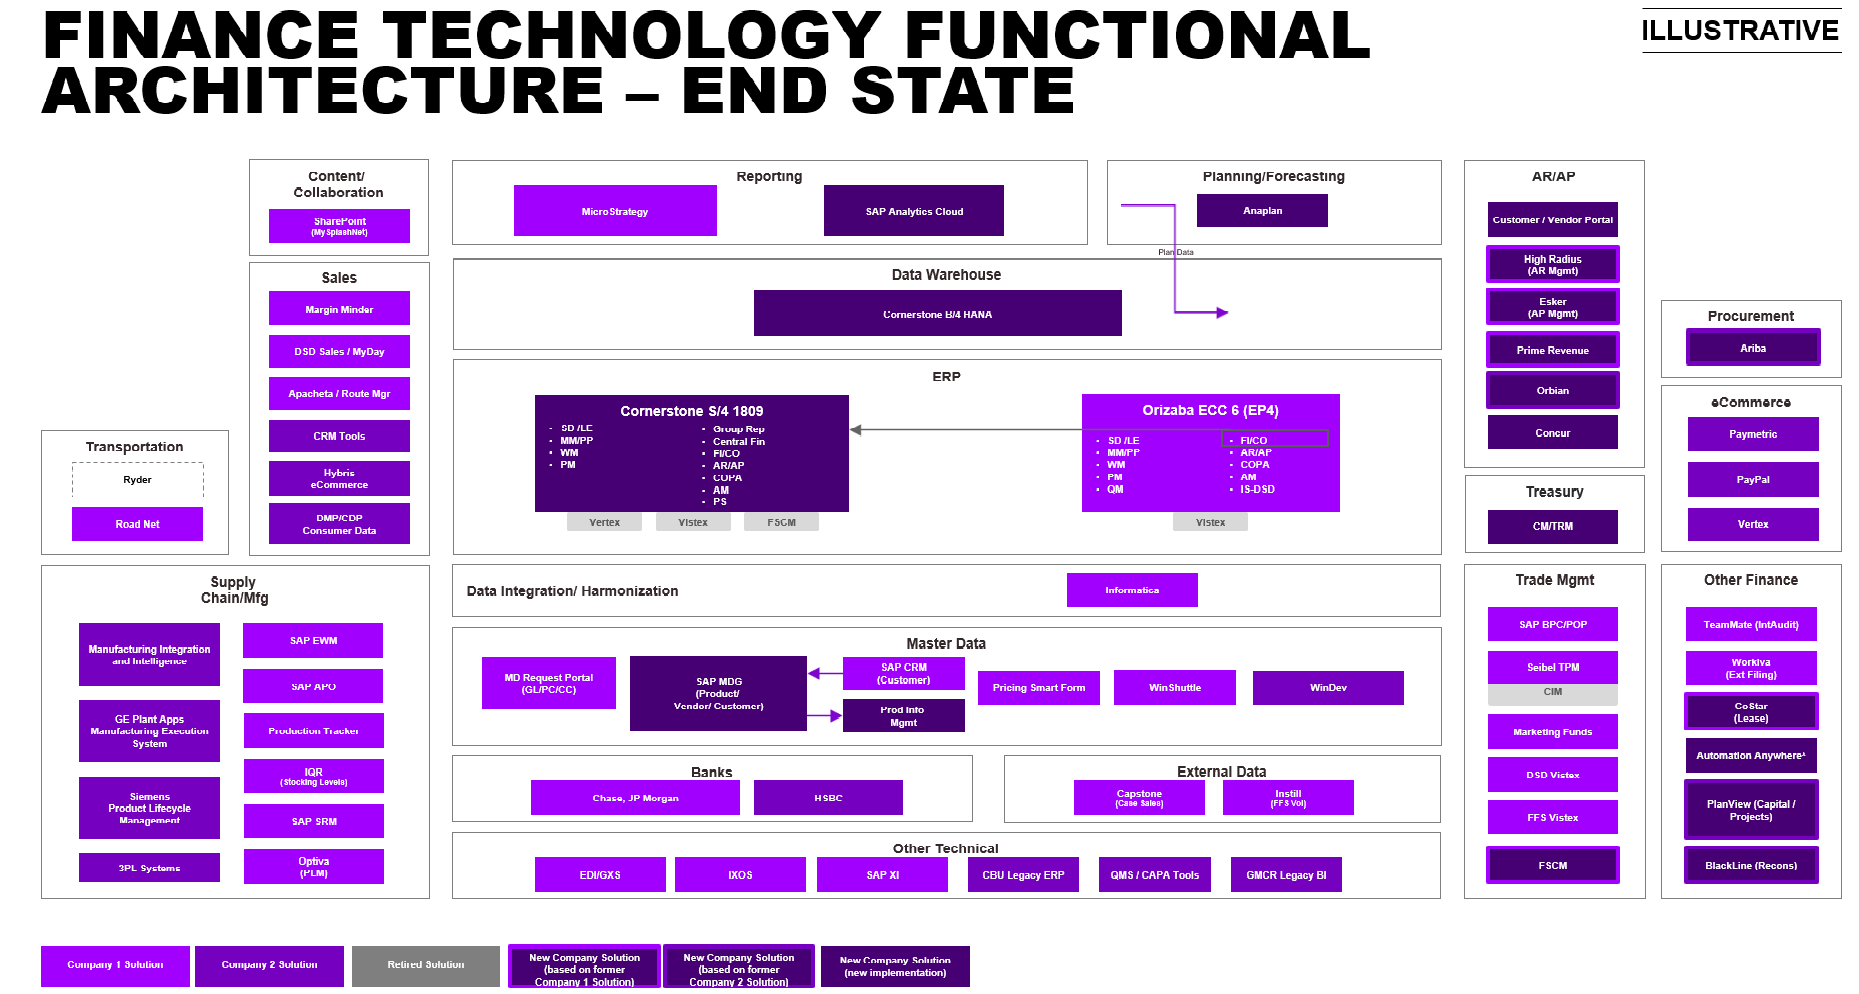 FINANCE TECHNOLOGY FUNCTIONAL
ARCHITECTURE – END STATE
ILLUSTRATIVE
Content/
Collaboration
SharePoint
(MySplashNet)
Sales
Margin Minder
DSD Sales / MyDay
Apacheta / Route Mgr
CRM Tools
Hybris
eCommerce
DMP/CDP
Consumer Data
Transportation
Ryder
Road Net
Supply
Chain/Mfg
Manufacturing Integration
and Intelligence
GE Plant Apps
Manufacturing Execution
System
Siemens
Product Lifecycle
Management
3PL Systems
SAP EWM
SAP APO
Production Tracker
IQR
(Stocking Levels)
SAP SRM
Optiva
(PLM)
Reporting
MicroStrategy
SAP Analytics Cloud
Planning/Forecasting
Anaplan
Plan Data
Data Warehouse
Cornerstone B/4 HANA
ERP
Cornerstone S/4 1809
- SD /LE
- MM/PP
- WM
- PM
- Group Rep
- Central Fin
- FI/CO
- AR/AP
- COPA
- AM
- PS
Vertex
Vistex
FSCM
Orizaba ECC 6 (EP4)
- SD /LE
- MM/PP
- WM
- PM
- QM
- FI/CO
- AR/AP
- COPA
- AM
- IS-DSD
Vistex
Data Integration/ Harmonization
Informatica
Master Data
MD Request Portal
(GL/PC/CC)
SAP MDG
(Product/
Vendor/ Customer)
SAP CRM
(Customer)
Prod Info
Mgmt
Pricing Smart Form
WinShuttle
WinDev
Banks
Chase, JP Morgan
HSBC
External Data
Capstone
(Case Sales)
Instill
(FFS Vol)
Other Technical
EDI/GXS
IXOS
SAP XI
CBU Legacy ERP
QMS / CAPA Tools
GMCR Legacy BI
AR/AP
Customer / Vendor Portal
High Radius
(AR Mgmt)
Esker
(AP Mgmt)
Prime Revenue
Orbian
Concur
Treasury
CM/TRM
Trade Mgmt
SAP BPC/POP
Seibel TPM
CIM
Marketing Funds
DSD Vistex
FFS Vistex
FSCM
Procurement
Ariba
eCommerce
Paymetric
PayPal
Vertex
Other Finance
TeamMate (IntAudit)
Workiva
(Ext Filing)
CoStar
(Lease)
Automation Anywhere¹
PlanView (Capital /
Projects)
BlackLine (Recons)
Company 1 Solution
Company 2 Solution
Retired Solution
New Company Solution
(based on former
Company 1 Solution)
New Company Solution
(based on former
Company 2 Solution)
New Company Solution
(new implementation)